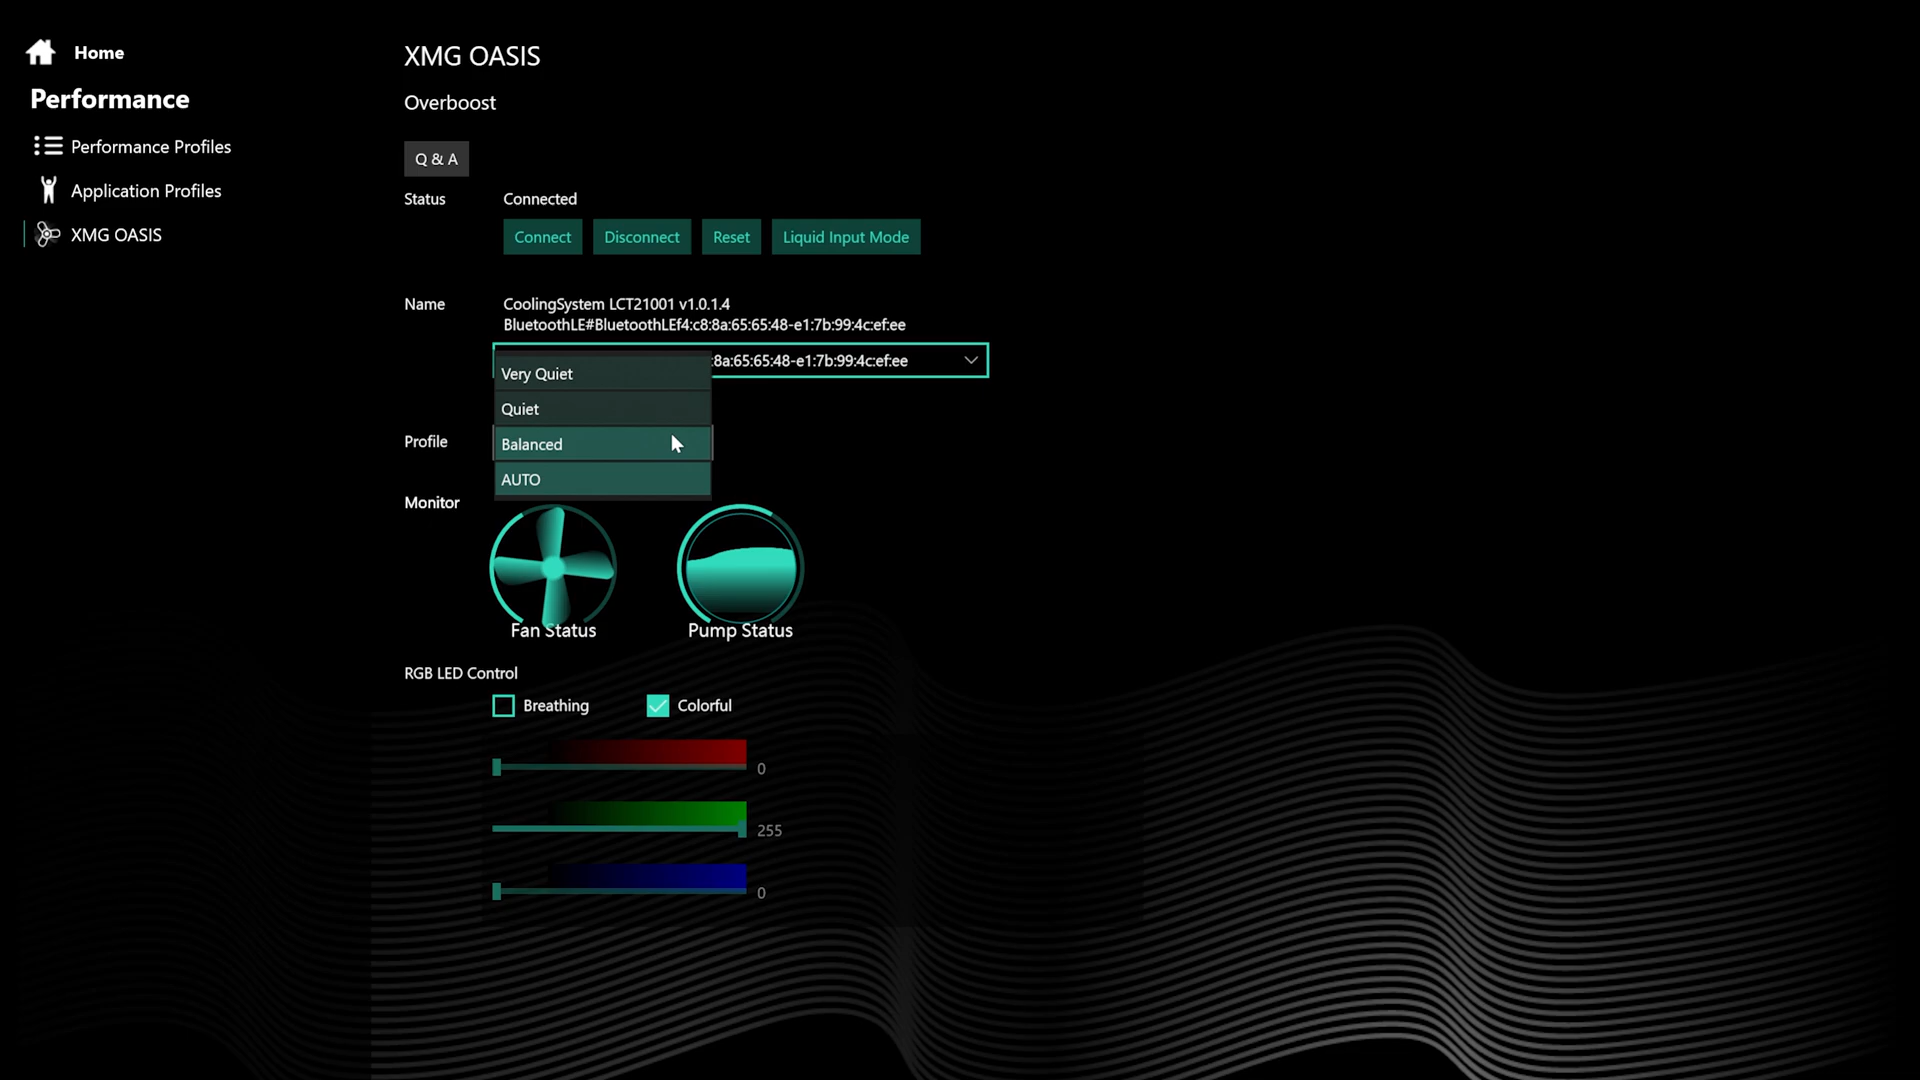 Home
Performance
Performance Profiles
Application Profiles
XMG OASIS
XMG OASIS
Overboost
Q & A
Status
Connected
Connect
Disconnect
Reset
Liquid Input Mode
Name
CoolingSystem LCT21001 v1.0.1.4
BluetoothLE#BluetoothLEf4:c8:8a:65:65:48-e1:7b:99:4c:ef:ee
:8a:65:65:48-e1:7b:99:4c:ef:ee
Very Quiet
Quiet
Profile
Balanced
AUTO
Monitor
Fan Status
Pump Status
RGB LED Control
Breathing
Colorful
0
255
0